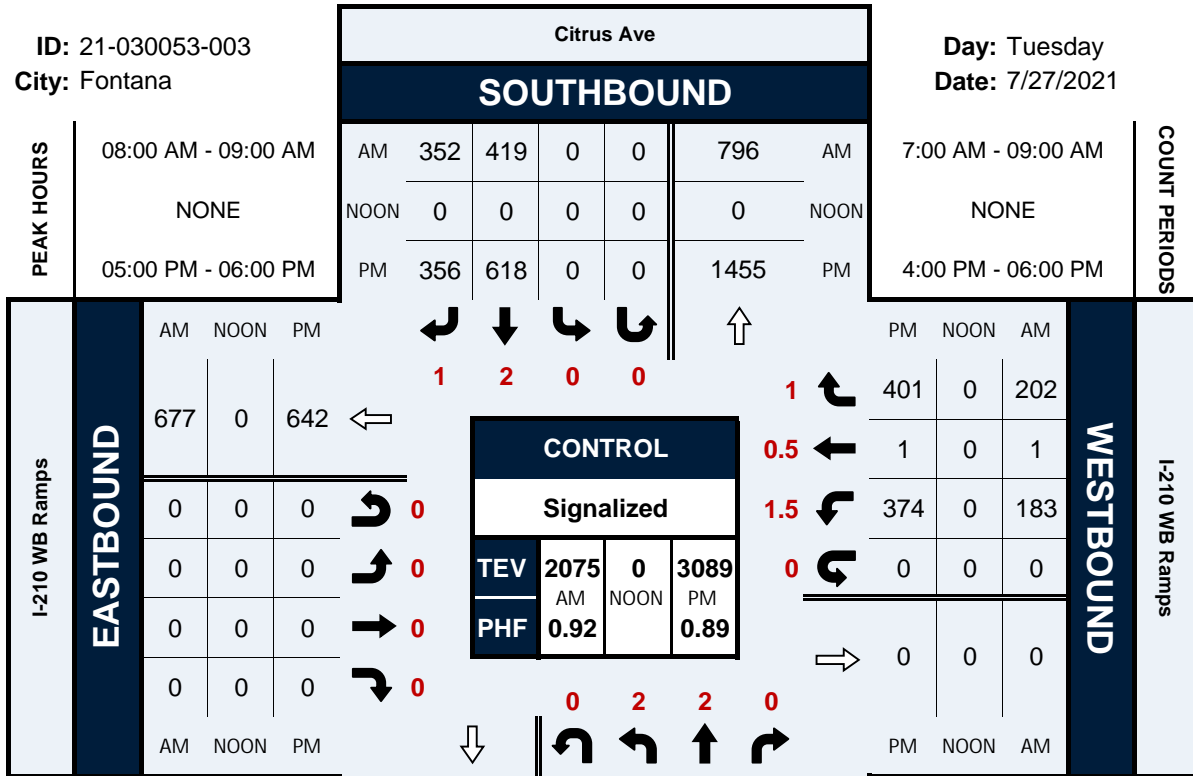 Citrus Ave
ID: 21-030053-003
Day: Tuesday
City: Fontana
Date: 7/27/2021
SOUTHBOUND
PEAK HOURS
08:00 AM - 09:00 AM
AM 352 419 0 0 796 AM
7:00 AM - 09:00 AM
COUNT PERIODS
NONE
NOON 0 0 0 0 0 NOON
NONE
05:00 PM - 06:00 PM
PM 356 618 0 0 1455 PM
4:00 PM - 06:00 PM
AM NOON PM
PM NOON AM
1 2 0 0
1 401 0 202
677 0 642
0.5 1 0 1
1.5 374 0 183
0 0 0 0
0 0 0
I-210 WB Ramps
EASTBOUND
0 0 0 0
0 0 0 0
0 0 0 0
0 0 0 0
AM NOON PM
CONTROL
Signalized
TEV 2075 0 3089
AM NOON PM
PHF 0.92 0.89
WESTBOUND
I-210 WB Ramps
0 2 2 0
PM NOON AM